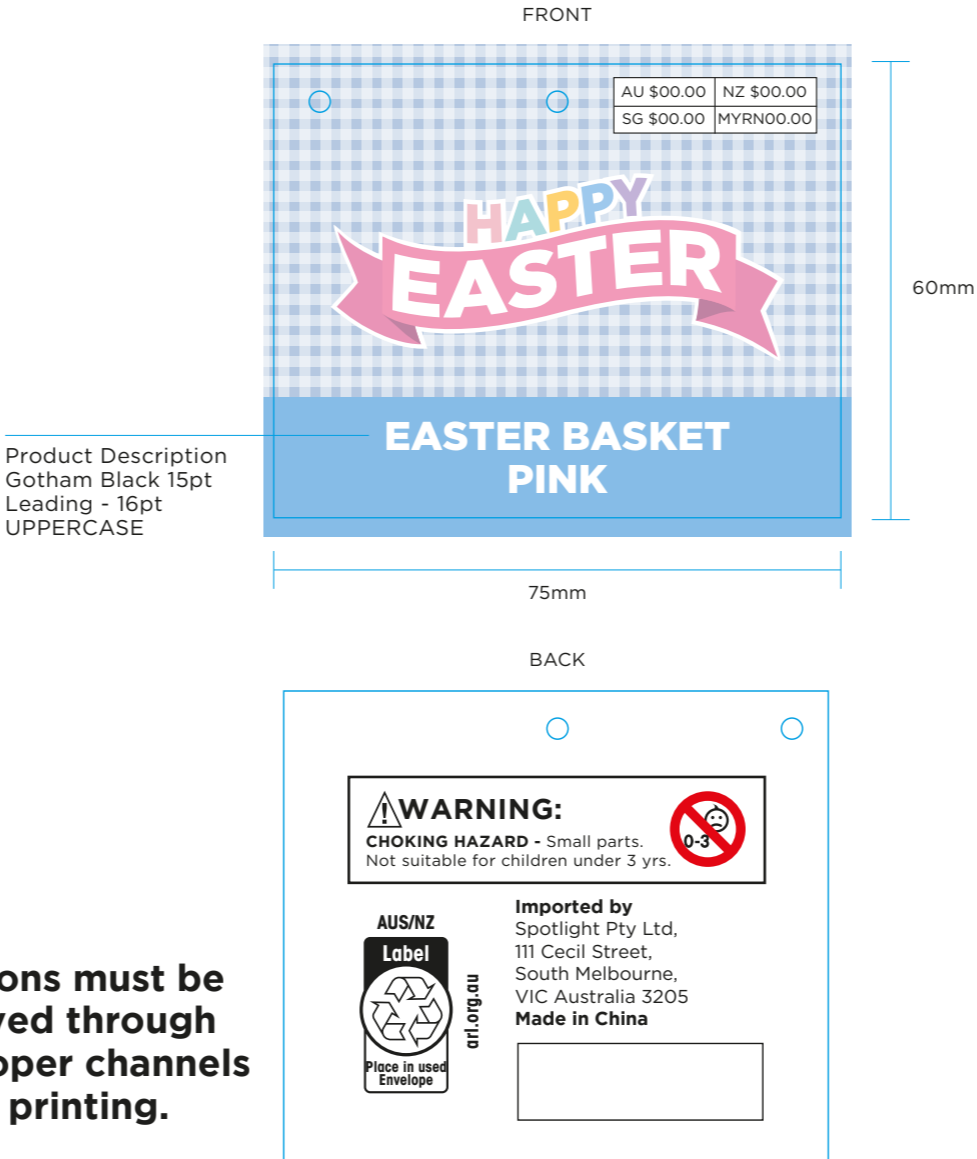 FRONT
AU $00.00 NZ $00.00
SG $00.00 MYRN00.00
HAPPY
EASTER
60mm
EASTER BASKET
PINK
Product Description
Gotham Black 15pt
Leading - 16pt
UPPERCASE
75mm
BACK
WARNING:
CHOKING HAZARD - Small parts.
Not suitable for children under 3 yrs.
0-3
AUS/NZ
Label
Place in used
Envelope
arl.org.au
Imported by
Spotlight Pty Ltd,
111 Cecil Street,
South Melbourne,
VIC Australia 3205
Made in China
ons must be
ved through
oper channels
printing.